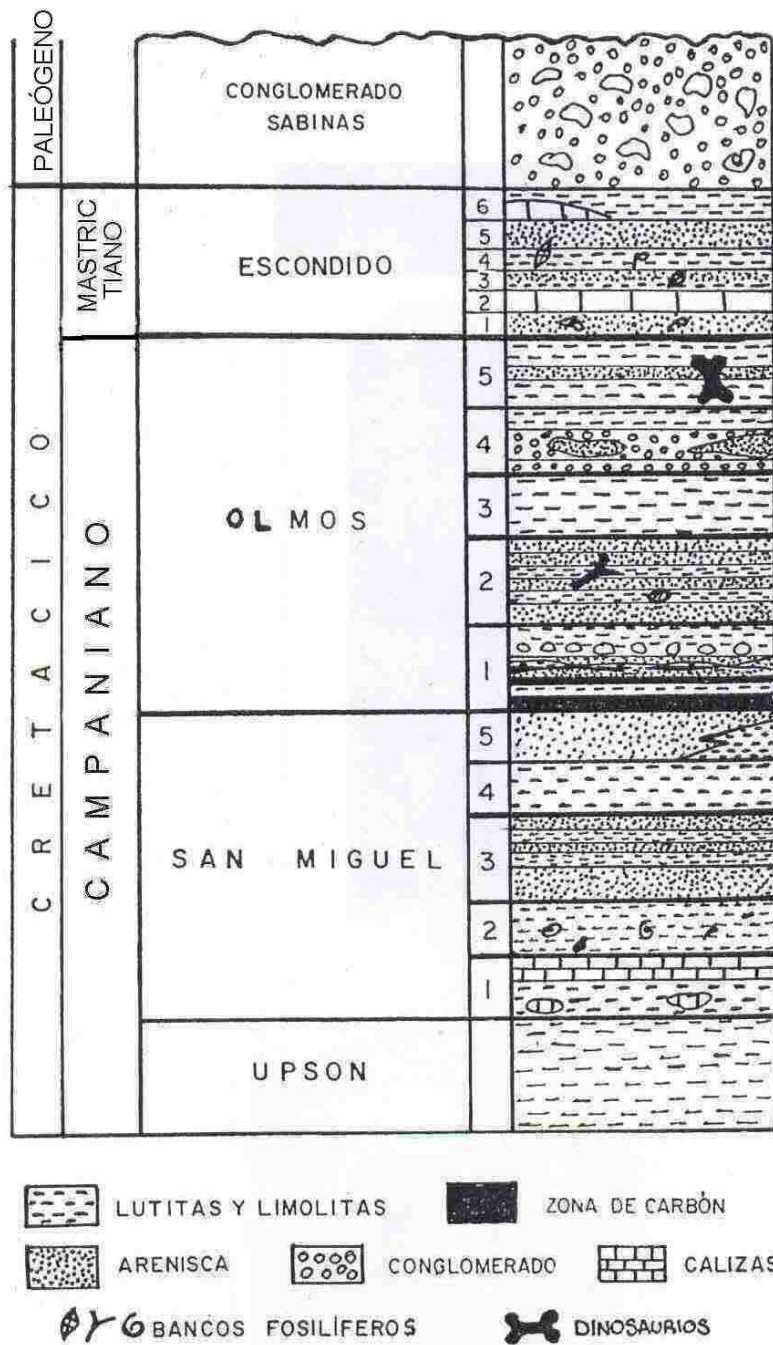 PALEÓGENO
CONGLOMERADO
SABINAS
CRETACICO
MASTRIC
TIANO
ESCONDIDO
6
5
4
3
2
1
CAMPANIANO
OLMOS
5
4
3
2
1
SAN MIGUEL
5
4
3
2
1
UPSON
LUTITAS Y LIMOLITAS
ZONA DE CARBÓN
ARENISCA
CONGLOMERADO
CALIZAS
BANCOS FOSILÍFEROS
DINOSAURIOS